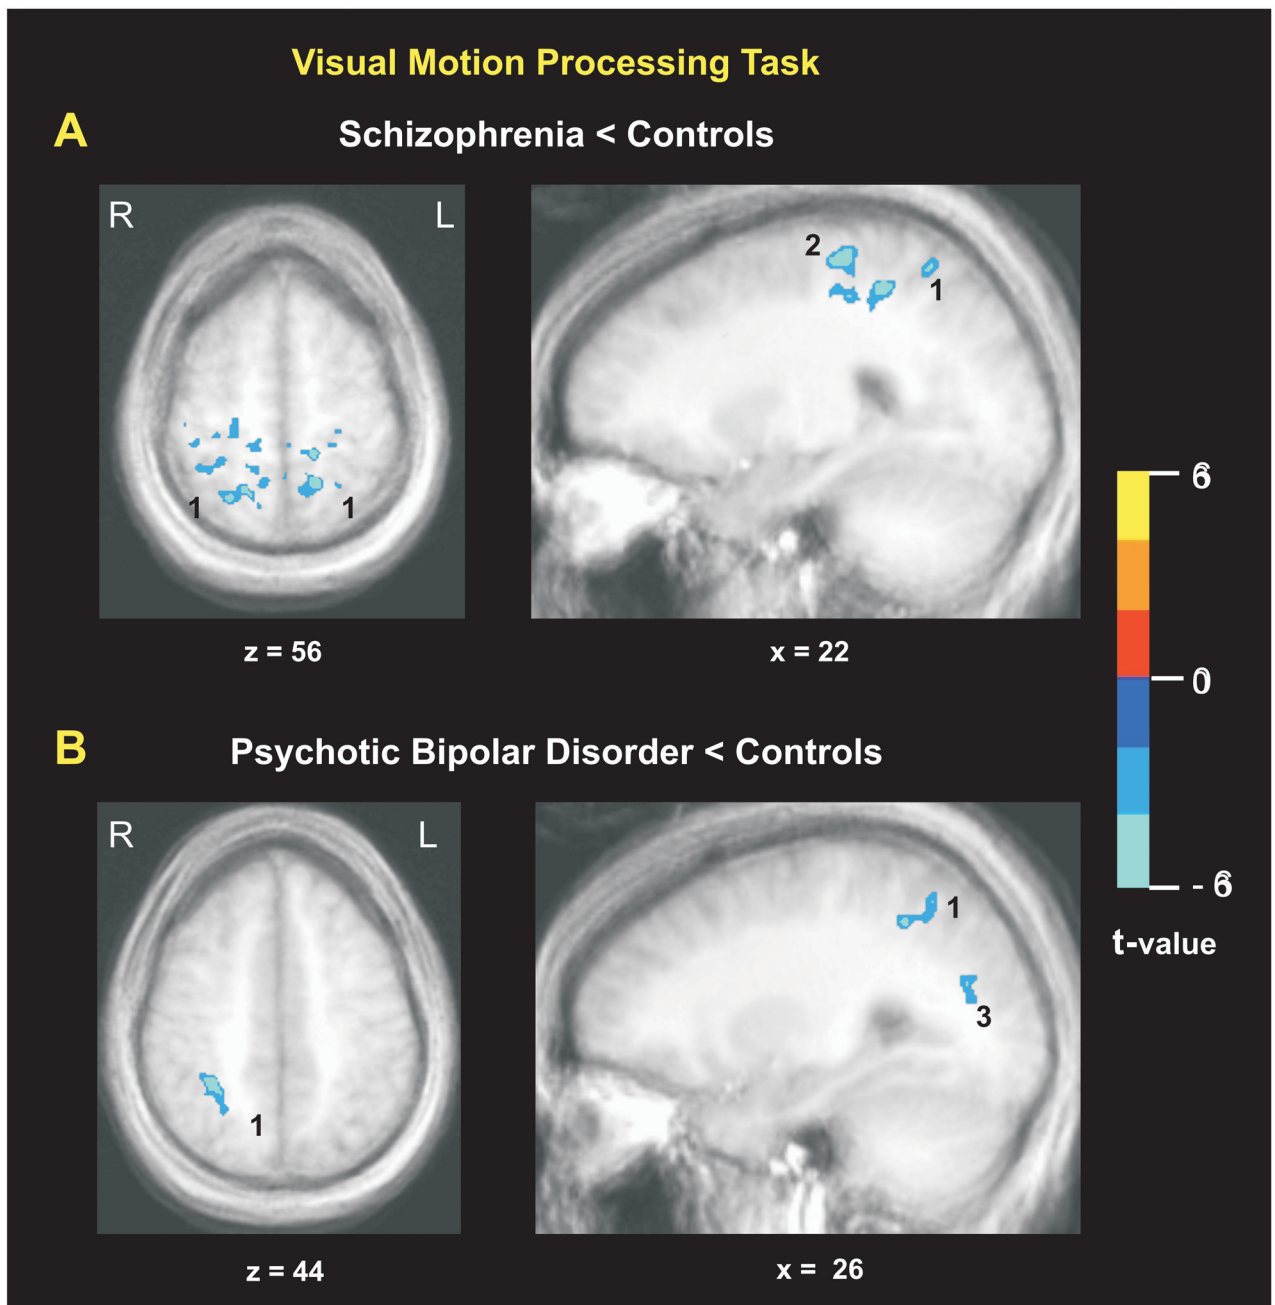 Visual Motion Processing Task
A
Schizophrenia < Controls
R
L
2
1
1
1
z = 56
x = 22
6
0
- 6
t-value
B
Psychotic Bipolar Disorder < Controls
R
L
1
3
1
z = 44
x = 26